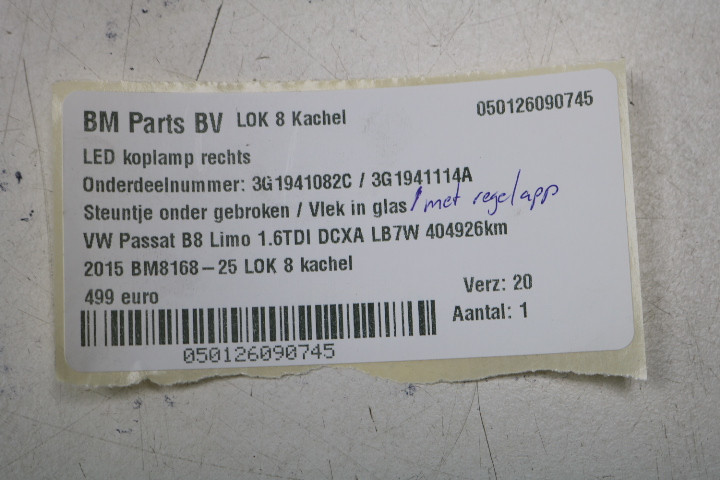 BM Parts BV LOK 8 Kachel 050126090745
LED koplamp rechts
Onderdeelnummer: 3G1941082C / 3G1941114A
Steuntje onder gebroken / Vlek in glas / met regelapp
VW Passat B8 Limo 1.6TDI DCXA LB7W 404926km
2015 BM8168-25 LOK 8 kachel
499 euro Verz: 20
Aantal: 1
050126090745